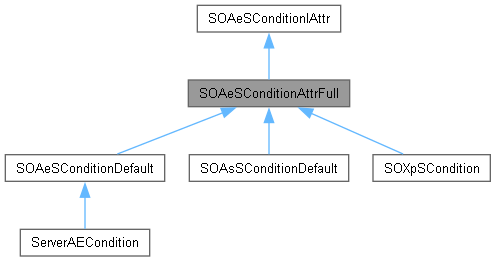 SOAeSConditionIAttr
SOAeSConditionAttrFull
SOAeSConditionDefault
SOAsSConditionDefault
SOXpSCondition
ServerAECondition